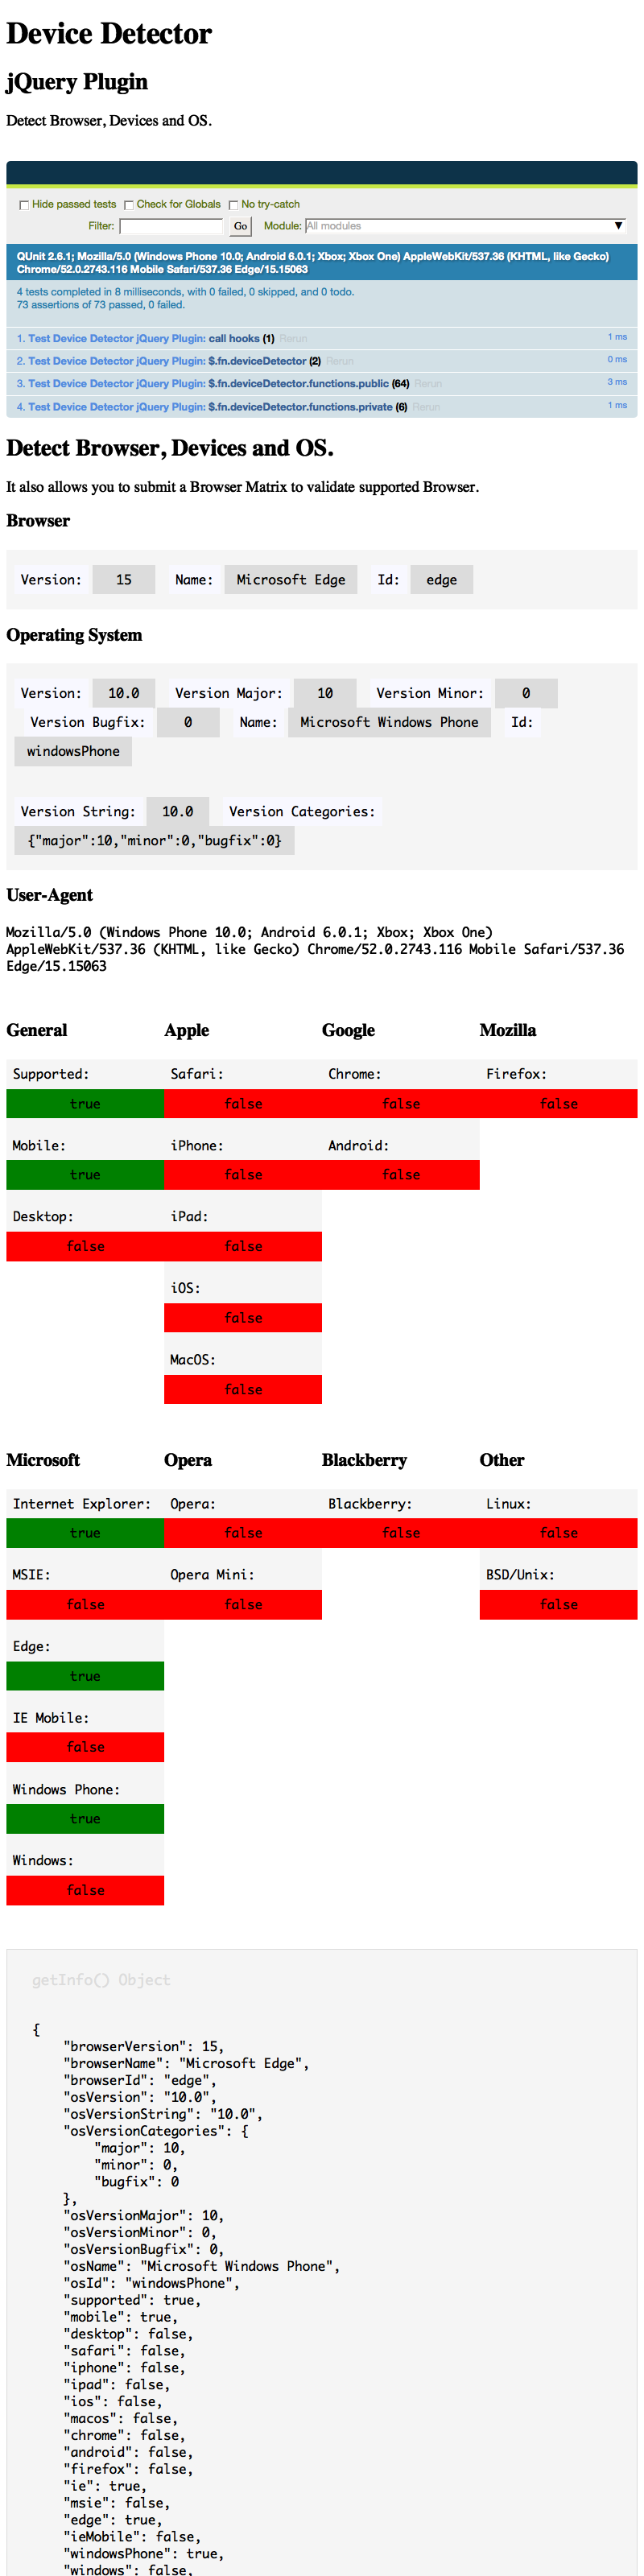 Device Detector
jQuery Plugin
Detect Browser, Devices and OS.
Hide passed tests Check for Globals No try-catch
Filter: Go Module: All modules
QUnit 2.6.1; Mozilla/5.0 (Windows Phone 10.0; Android 6.0.1; Xbox; Xbox One) AppleWebKit/537.36 (KHTML, like Gecko)
Chrome/52.0.2743.116 Mobile Safari/537.36 Edge/15.15063
4 tests completed in 8 milliseconds, with 0 failed, 0 skipped, and 0 todo.
73 assertions of 73 passed, 0 failed.
1. Test Device Detector jQuery Plugin: call hooks (1) Rerun 1 ms
2. Test Device Detector jQuery Plugin: $.fn.deviceDetector (2) Rerun 0 ms
3. Test Device Detector jQuery Plugin: $.fn.deviceDetector.functions.public (64) Rerun 3 ms
4. Test Device Detector jQuery Plugin: $.fn.deviceDetector.functions.private (6) Rerun 1 ms
Detect Browser, Devices and OS.
It also allows you to submit a Browser Matrix to validate supported Browser.
Browser
Version: 15 Name: Microsoft Edge Id: edge
Operating System
Version: 10.0 Version Major: 10 Version Minor: 0
Version Bugfix: 0 Name: Microsoft Windows Phone Id:
windowsPhone
Version String: 10.0 Version Categories:
{"major":10,"minor":0,"bugfix":0}
User-Agent
Mozilla/5.0 (Windows Phone 10.0; Android 6.0.1; Xbox; Xbox One)
AppleWebKit/537.36 (KHTML, like Gecko) Chrome/52.0.2743.116 Mobile Safari/537.36
Edge/15.15063
General Apple Google Mozilla
Supported: Safari: Chrome: Firefox:
true false false false
Mobile: iPhone: Android:
true false false
Desktop: iPad:
false false
iOS:
false
MacOS:
false
Microsoft Opera Blackberry Other
Internet Explorer: Opera: Blackberry: Linux:
true false false false
MSIE: Opera Mini: BSD/Unix:
false false false
Edge:
true
IE Mobile:
false
Windows Phone:
true
Windows:
false
getInfo() Object
{
"browserVersion": 15,
"browserName": "Microsoft Edge",
"browserId": "edge",
"osVersion": "10.0",
"osVersionString": "10.0",
"osVersionCategories": {
"major": 10,
"minor": 0,
"bugfix": 0
},
"osVersionMajor": 10,
"osVersionMinor": 0,
"osVersionBugfix": 0,
"osName": "Microsoft Windows Phone",
"osId": "windowsPhone",
"supported": true,
"mobile": true,
"desktop": false,
"safari": false,
"iphone": false,
"ipad": false,
"ios": false,
"macos": false,
"chrome": false,
"android": false,
"firefox": false,
"ie": true,
"msie": false,
"edge": true,
"ieMobile": false,
"windowsPhone": true,
"windows": false,